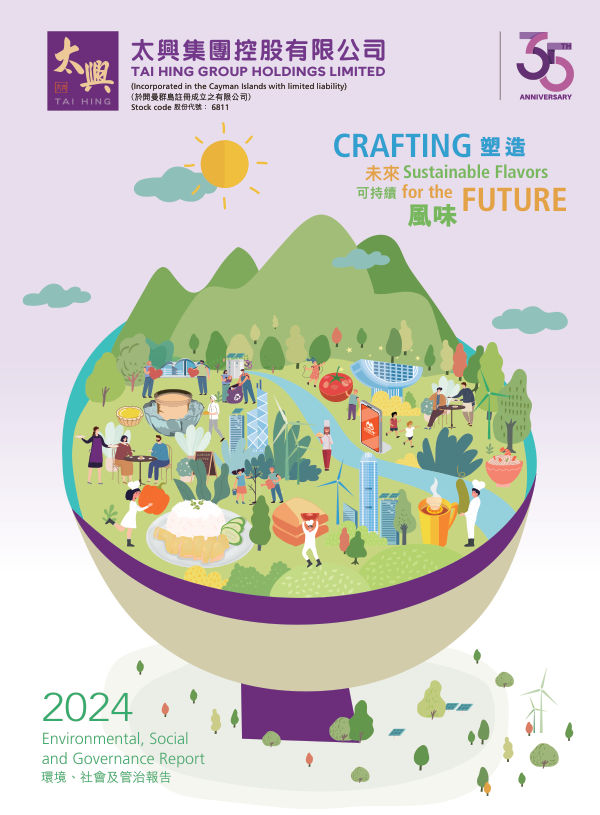 太興
TAI HING
太興集團控股有限公司
TAI HING GROUP HOLDINGS LIMITED
(Incorporated in the Cayman Islands with limited liability)
(於開曼群島註冊成立之有限公司)
Stock code 股份代號： 6811
35TH
ANNIVERSARY
CRAFTING 塑造
未來 Sustainable Flavors
可持續 for the FUTURE
風味
2024
Environmental, Social
and Governance Report
環境、社會及管治報告